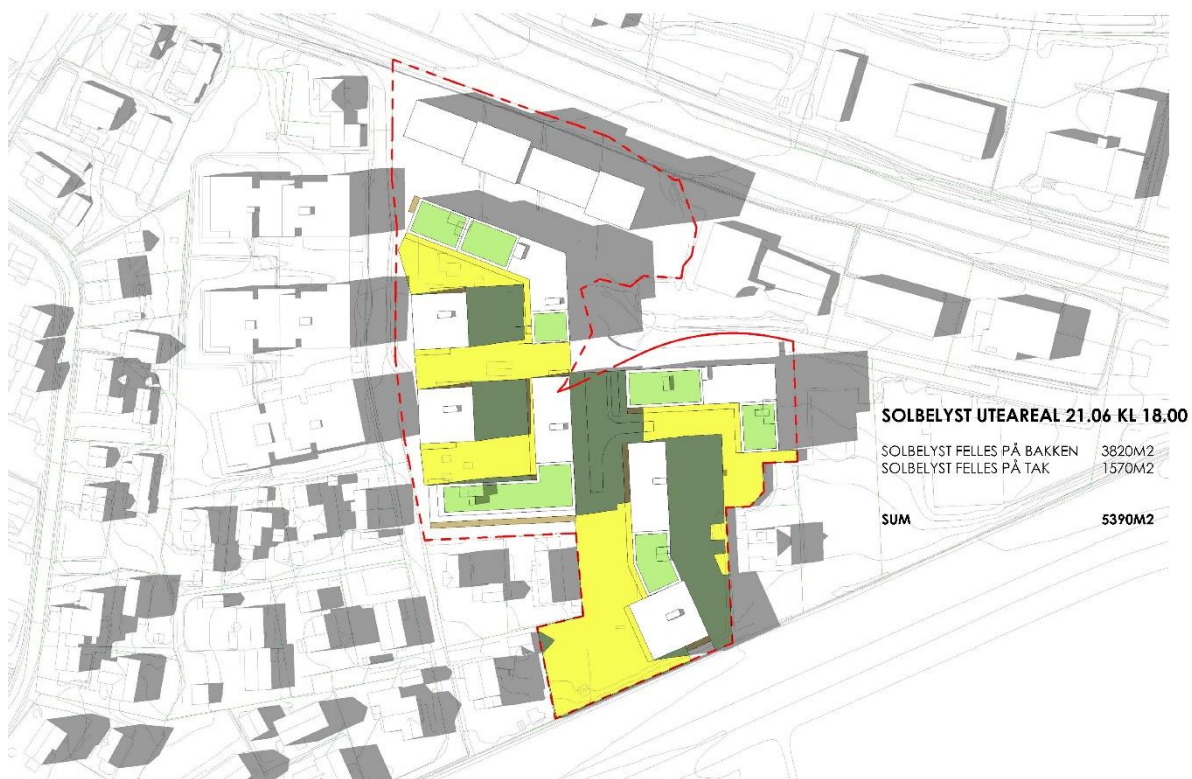 SOLBELYST UTEAREAL 21.06 KL 18.00
SOLBELYST FELLES PÅ BAKKEN 3820M2
SOLBELYST FELLES PÅ TAK 1570M2
SUM 5390M2